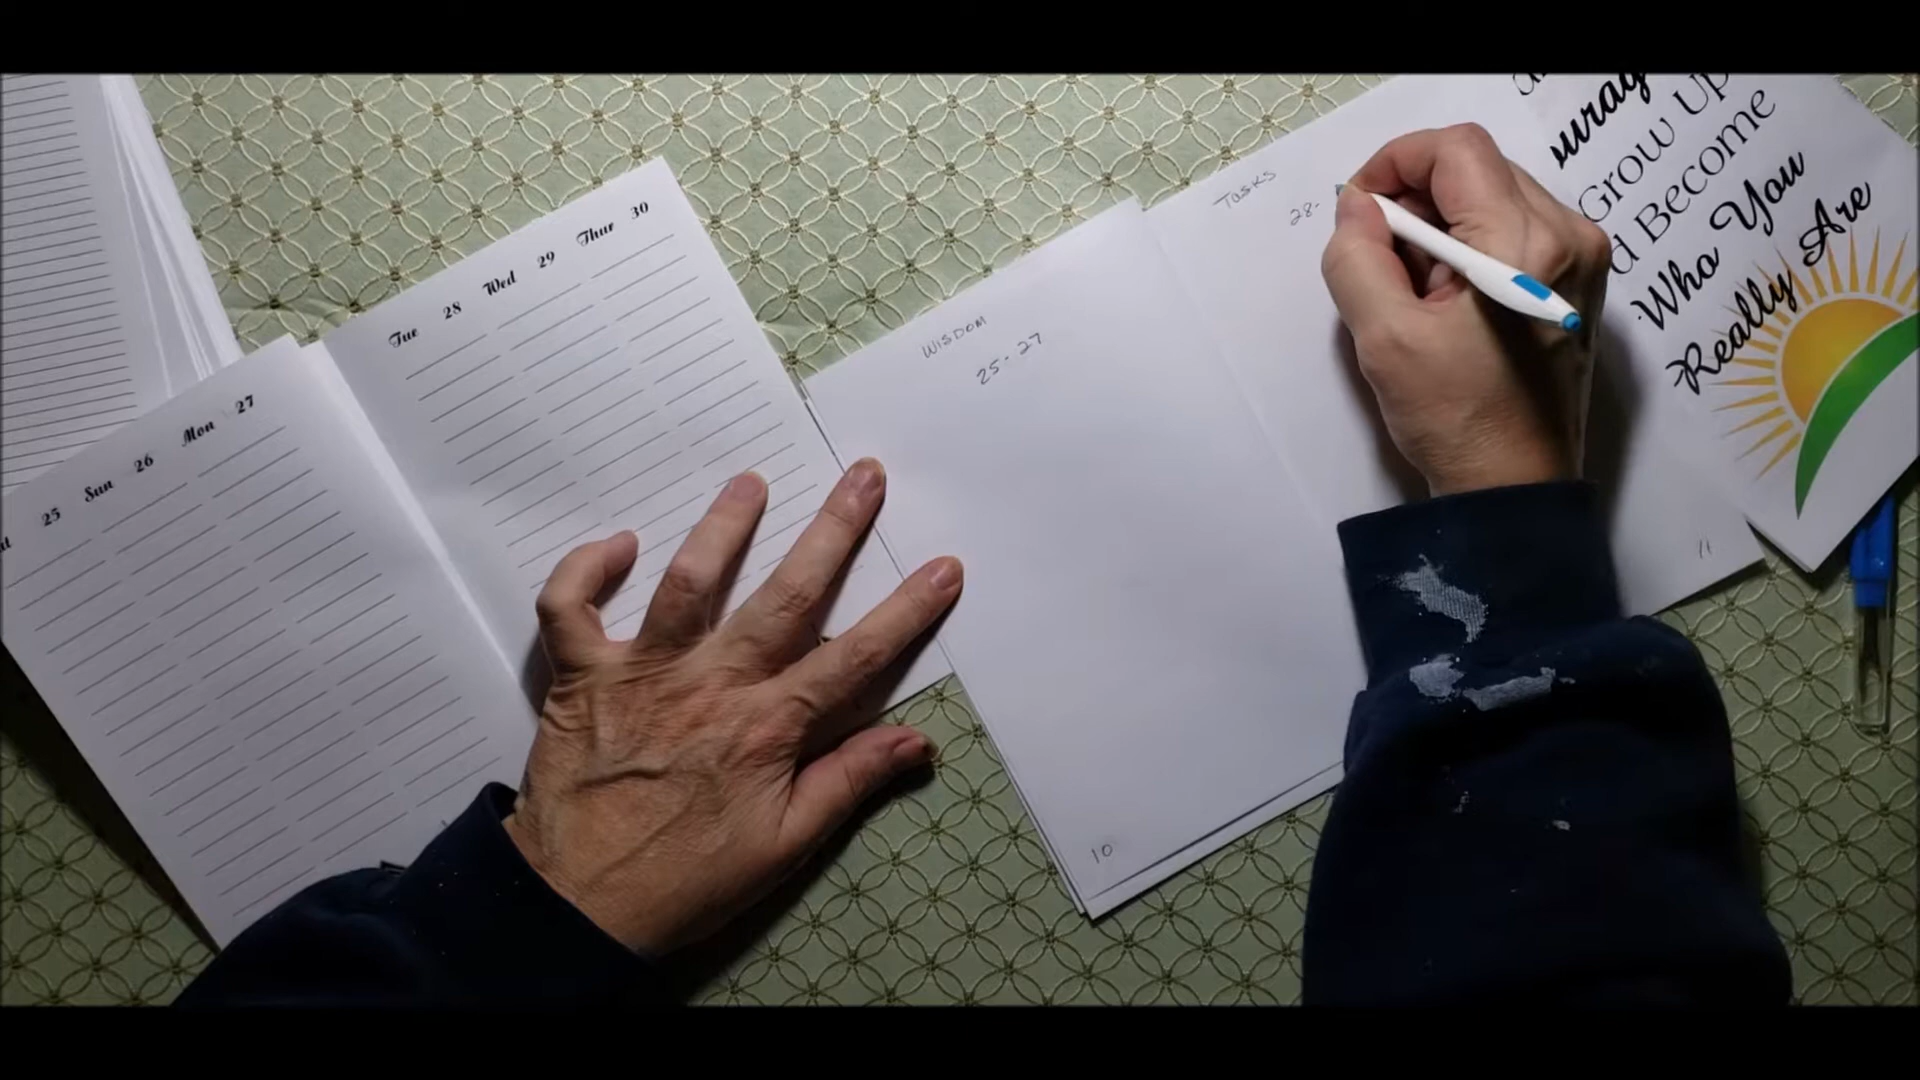 25 Sun 26 Mon 27
Tue 28 Wed 29 Thur 30
WISDOM
25-27
10
Tasks
28-
11
Grow Up
Become
Who You
Really Are